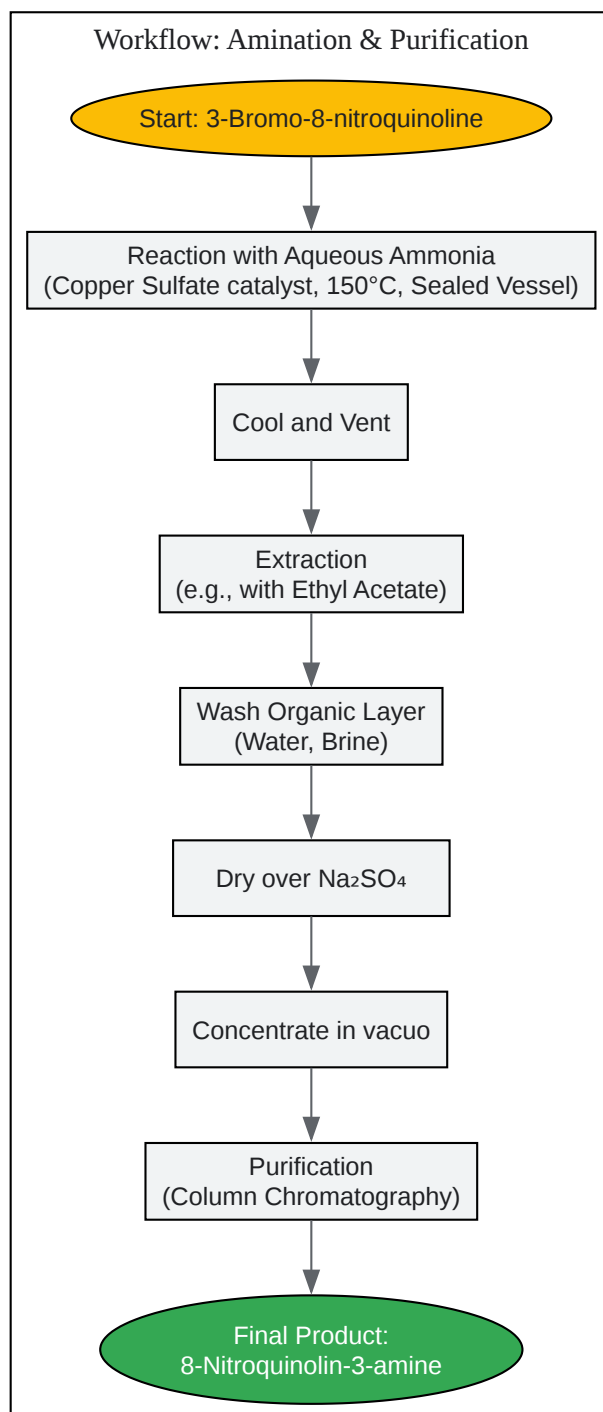 Workflow: Amination & Purification
Start: 3-Bromo-8-nitroquinoline
Reaction with Aqueous Ammonia
(Copper Sulfate catalyst, 150°C, Sealed Vessel)
Cool and Vent
Extraction
(e.g., with Ethyl Acetate)
Wash Organic Layer
(Water, Brine)
Dry over Na₂SO₄
Concentrate in vacuo
Purification
(Column Chromatography)
Final Product:
8-Nitroquinolin-3-amine